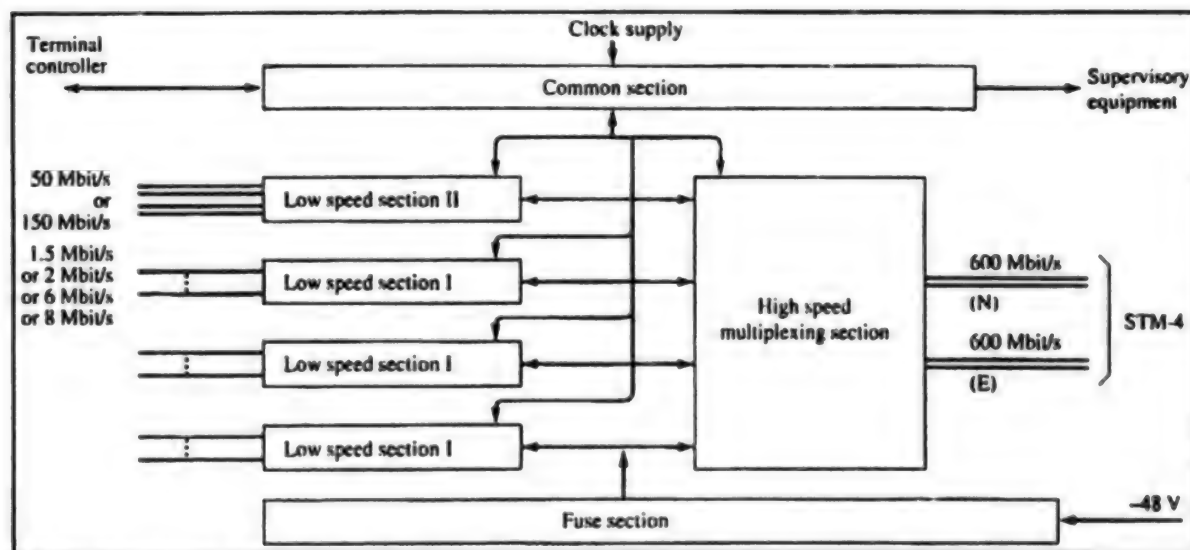 Clock supply
Terminal
controller
Common section
Supervisory
equipment
50 Mbit/s
or
150 Mbit/s
Low speed section II
1.5 Mbit/s
or 2 Mbit/s
or 6 Mbit/s
or 8 Mbit/s
Low speed section I
Low speed section I
Low speed section I
High speed
multiplexing section
600 Mbit/s
(N)
600 Mbit/s
(E)
STM-4
Fuse section
–48 V